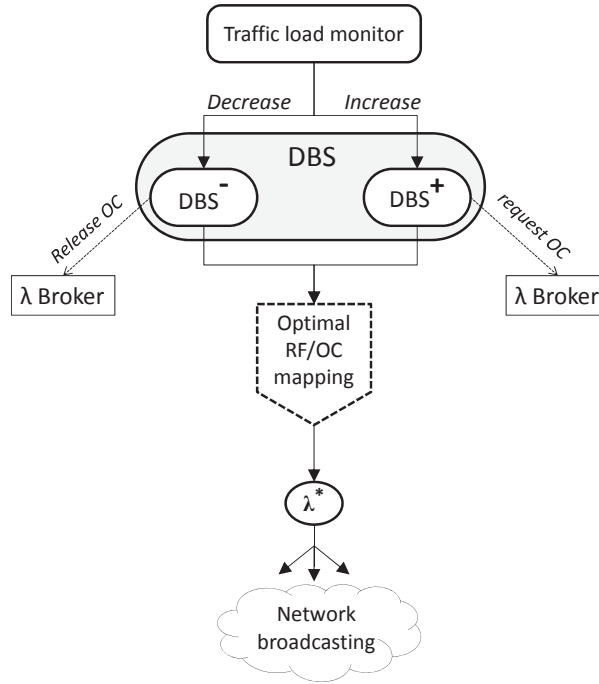 Traffic load monitor
Decrease
Increase
DBS
DBS-
DBS+
Release OC
request OC
λ Broker
λ Broker
Optimal
RF/OC
mapping
λ*
Network
broadcasting